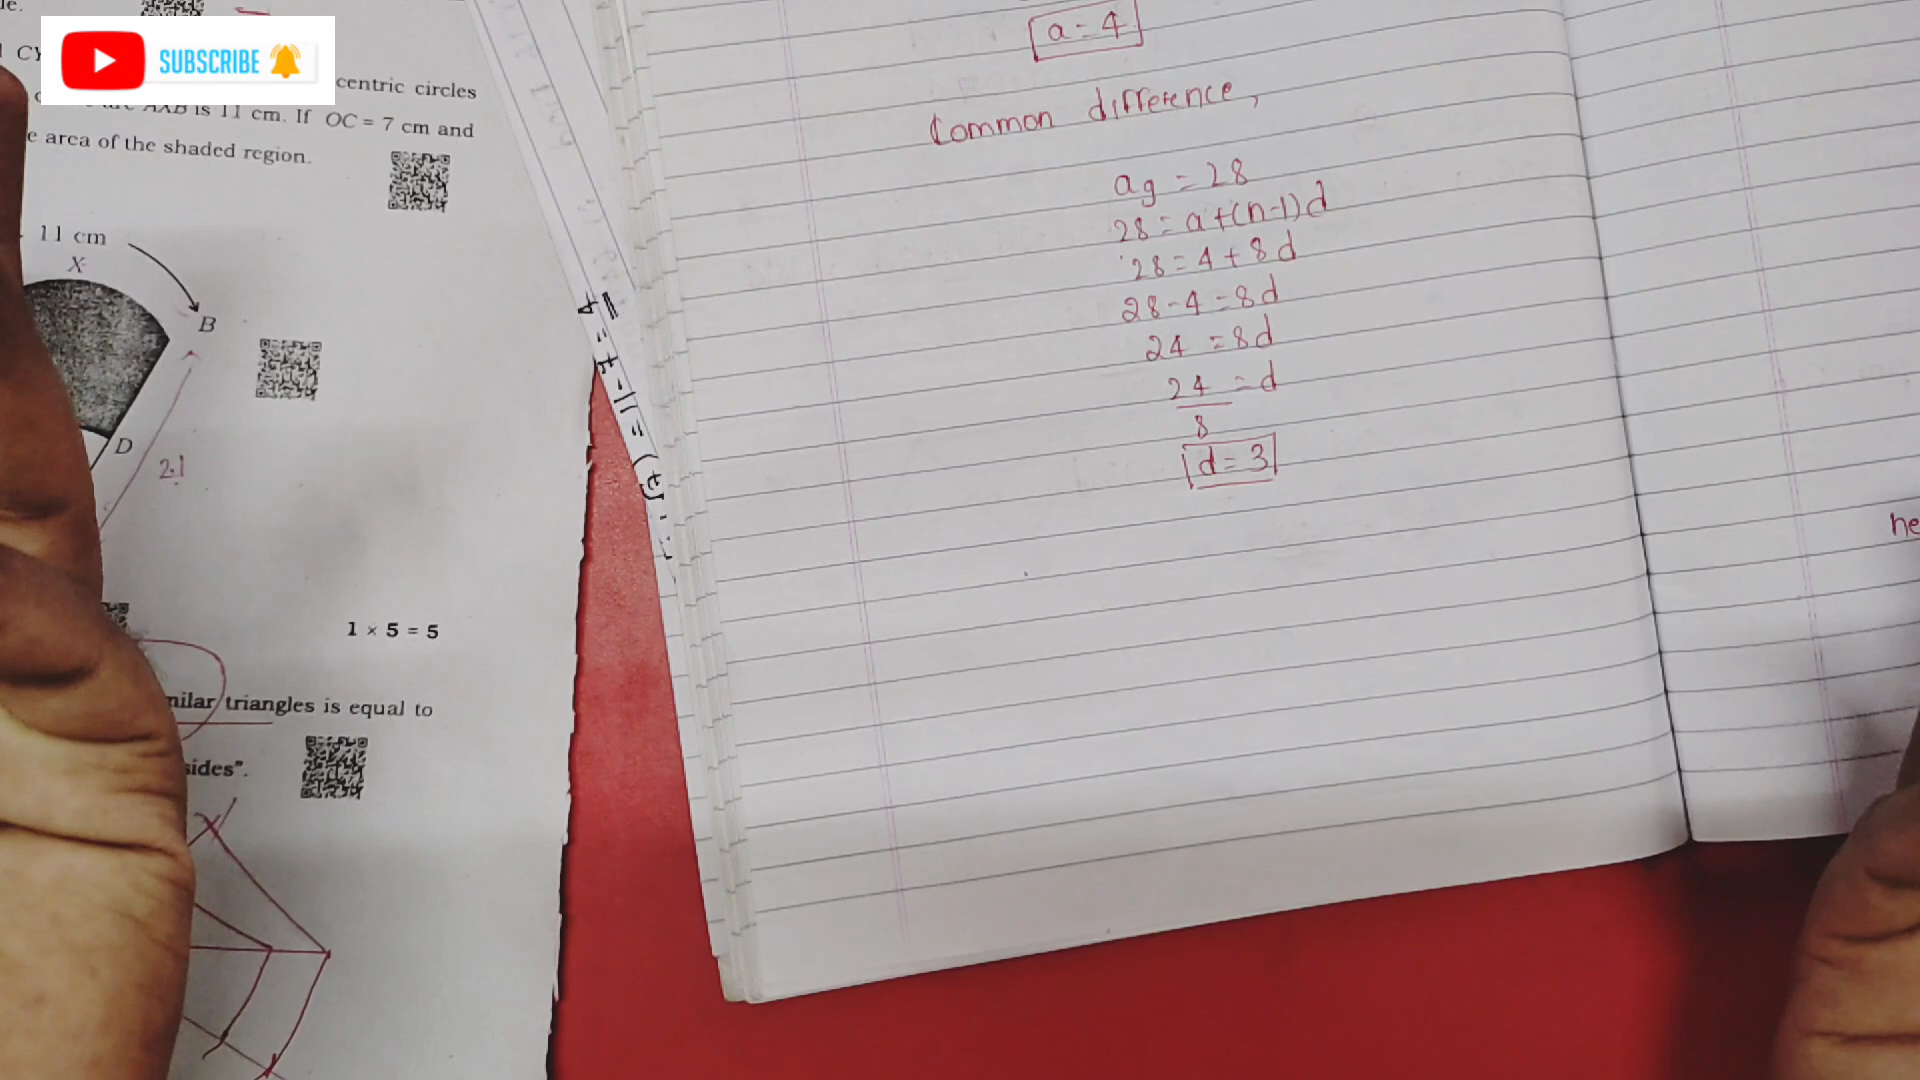 SUBSCRIBE
centric circles
AXB is 11 cm. If OC = 7 cm and
e area of the shaded region.
11 cm
X
B
D
2.1
1 × 5 = 5
milar triangles is equal to
sides".
a = 4
Common difference,
a9 = 28
28 = a+(n-1)d
28 = 4 + 8d
28 - 4 = 8d
24 = 8d
24 = d
8
d = 3
he